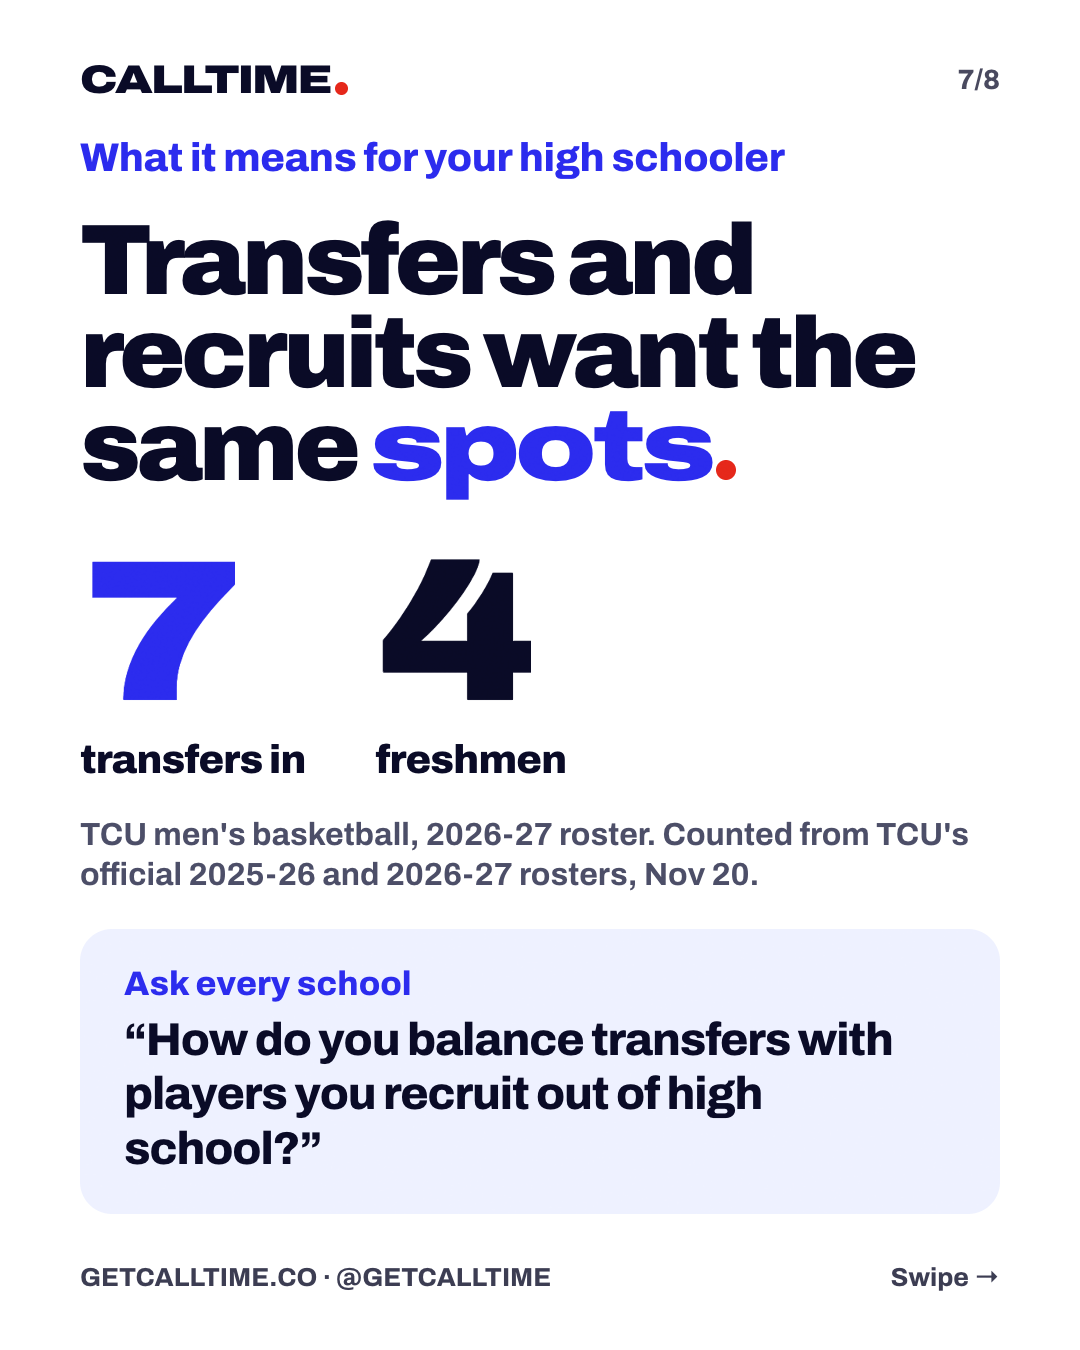 CALLTIME.
7/8
What it means for your high schooler
Transfers and
recruits want the
same spots.
7 4
transfers in freshmen
TCU men's basketball, 2026-27 roster. Counted from TCU's
official 2025-26 and 2026-27 rosters, Nov 20.
Ask every school
“How do you balance transfers with
players you recruit out of high
school?”
GETCALLTIME.CO · @GETCALLTIME
Swipe →